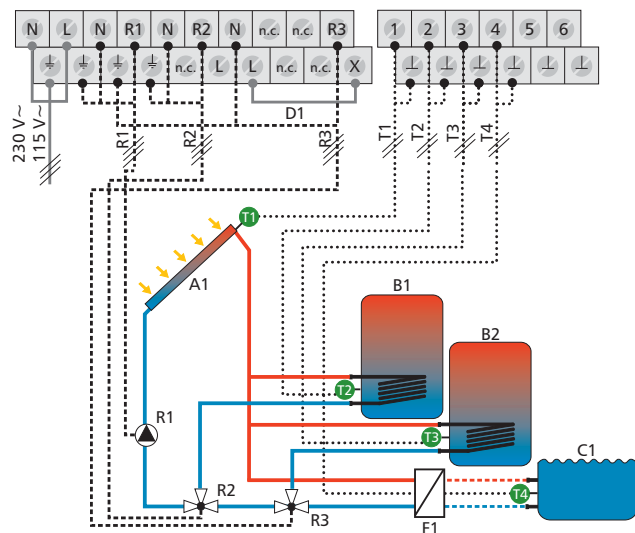 N L N R1 N R2 N n.c. n.c. R3
n.c. L L n.c. n.c. X
1 2 3 4 5 6
D1
230 V~
115 V~
R1
R2
R3
T1
T2
T3
T4
T1
A1
B1
B2
T2
T3
R1
C1
R2
R3
T4
F1